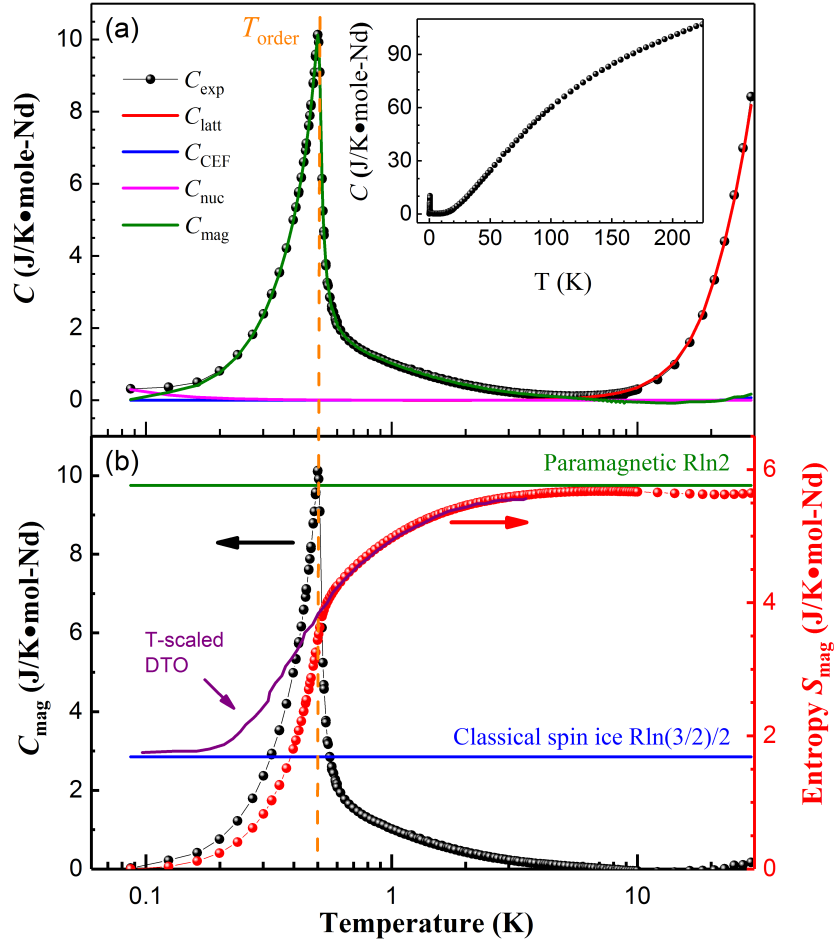 (a)
T_order
C_exp
C_latt
C_CEF
C_nuc
C_mag
C (J/K•mole-Nd)
10
8
6
4
2
0
C (J/K•mole-Nd)
90
60
30
0
0
50
100
150
200
T (K)
(b)
Paramagnetic Rln2
T-scaled
DTO
Classical spin ice Rln(3/2)/2
C_mag (J/K•mol-Nd)
10
8
6
4
2
0
Entropy S_mag (J/K•mol-Nd)
6
4
2
0
0.1
1
10
Temperature (K)